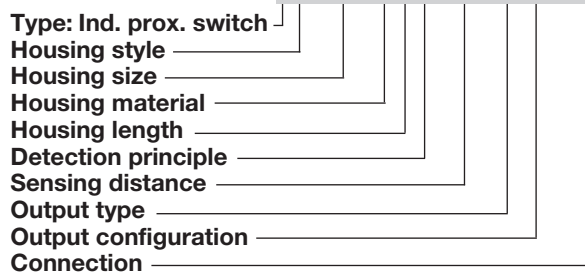 Type: Ind. prox. switch
Housing style
Housing size
Housing material
Housing length
Detection principle
Sensing distance
Output type
Output configuration
Connection